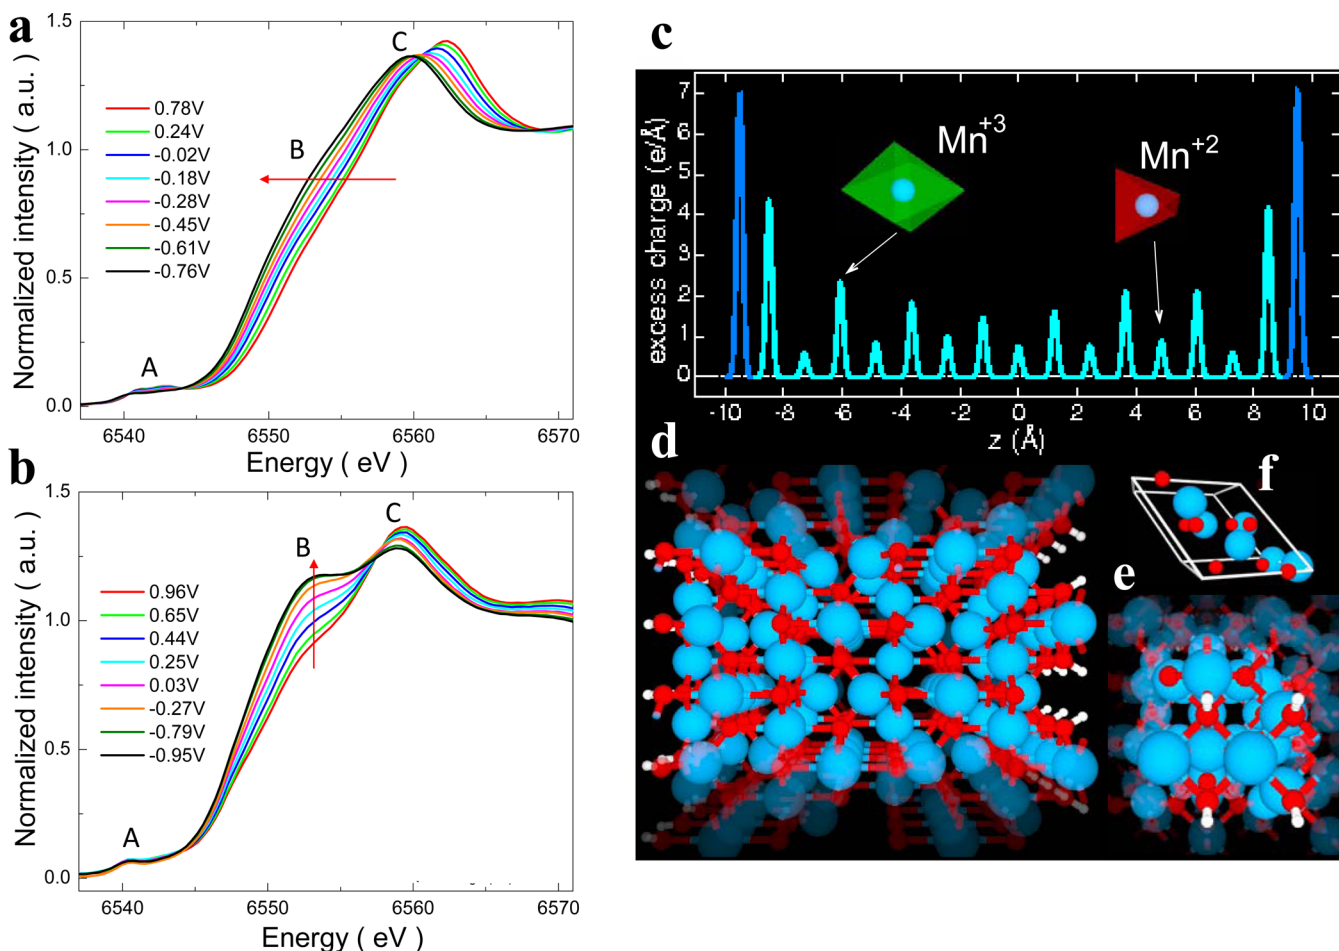 a
Normalized intensity ( a.u. )
1.5
1.0
0.5
0.0
0.78V
0.24V
-0.02V
-0.18V
-0.28V
-0.45V
-0.61V
-0.76V
A
B
C
6540
6550
6560
6570
Energy ( eV )
b
Normalized intensity ( a.u. )
1.5
1.0
0.5
0.0
0.96V
0.65V
0.44V
0.25V
0.03V
-0.27V
-0.79V
-0.95V
A
B
C
6540
6550
6560
6570
Energy ( eV )
c
excess charge (e/Å)
7
6
5
4
3
2
1
0
Mn+3
Mn+2
-10
-8
-6
-4
-2
0
2
4
6
8
10
z (Å)
d
f
e